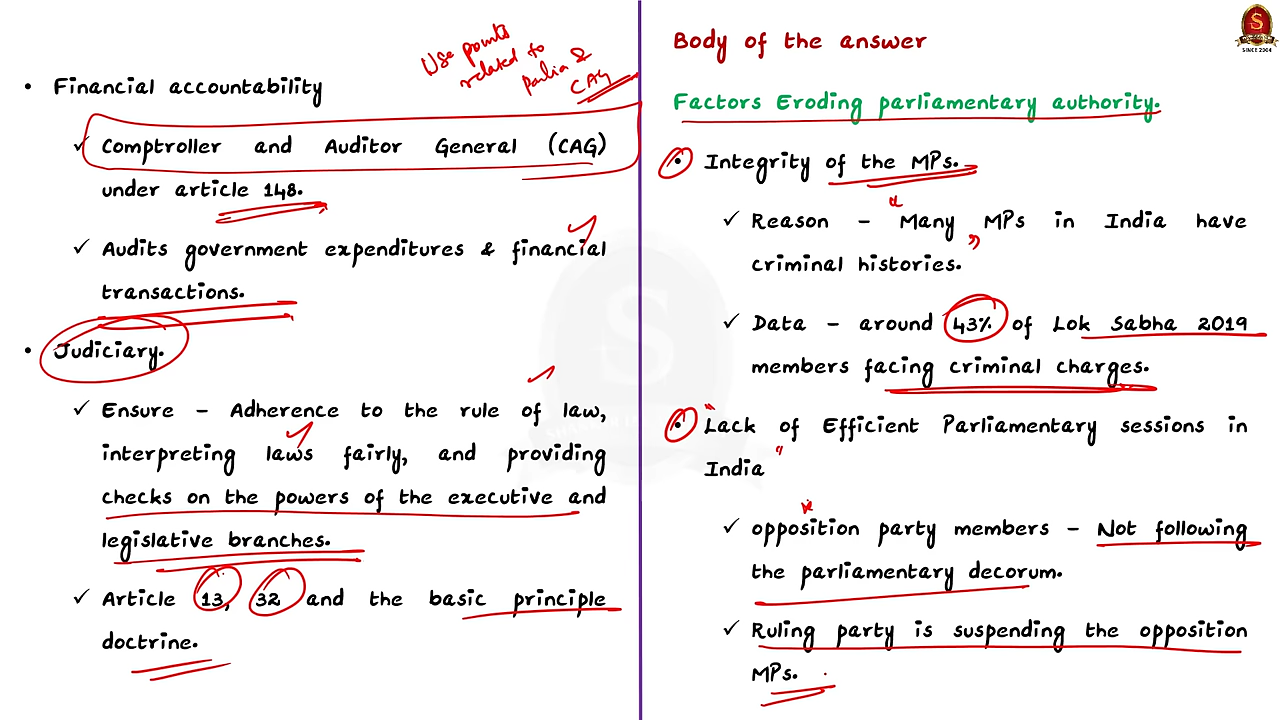 Use points
related to
Parlia &
CAG
• Financial accountability
✓ Comptroller and Auditor General (CAG)
under article 148.
✓ Audits government expenditures & financial
transactions.
• Judiciary.
✓ Ensure – Adherence to the rule of law,
interpreting laws fairly, and providing
checks on the powers of the executive and
legislative branches.
✓ Article 13, 32 and the basic principle
doctrine.
Body of the answer
Factors Eroding parliamentary authority.
• Integrity of the MPs.
✓ Reason – Many MPs in India have
criminal histories.
✓ Data – around 43% of Lok Sabha 2019
members facing criminal charges.
• Lack of Efficient Parliamentary sessions in
India
✓ opposition party members – Not following
the parliamentary decorum.
✓ Ruling party is suspending the opposition
MPs.
S
SINCE 2004